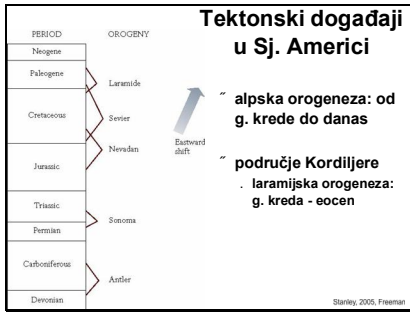 Tektonski događaji
u Sj. Americi
PERIOD OROGENY
Neogene
Paleogene
Laramide
Cretaceous
Sevier
Eastward
shift
Nevadan
Jurassic
Triassic
Sonoma
Permian
Carboniferous
Antler
Devonian
˝ alpska orogeneza: od
g. krede do danas
˝ područje Kordiljere
. laramijska orogeneza:
g. kreda - eocen
Stanley, 2005, Freeman